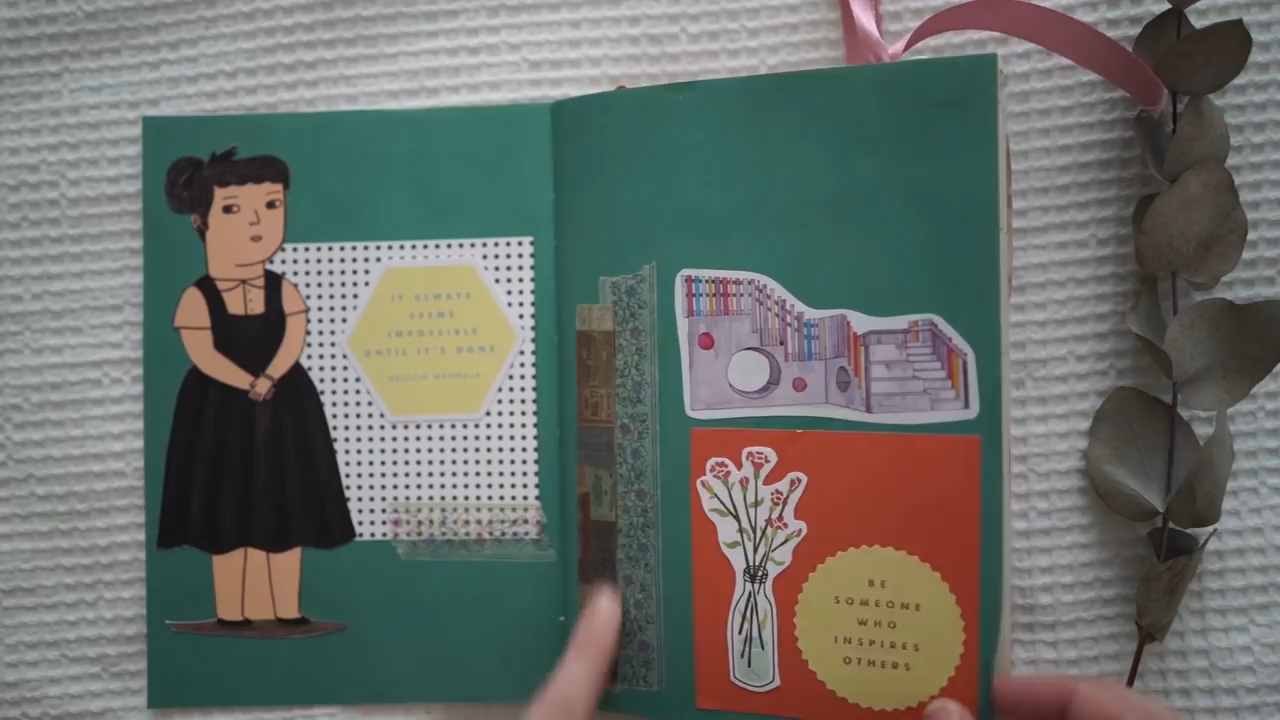 IT ALWAYS
SEEMS
IMPOSSIBLE
UNTIL IT'S DONE
NELSON MANDELA
BE
SOMEONE
WHO
INSPIRES
OTHERS